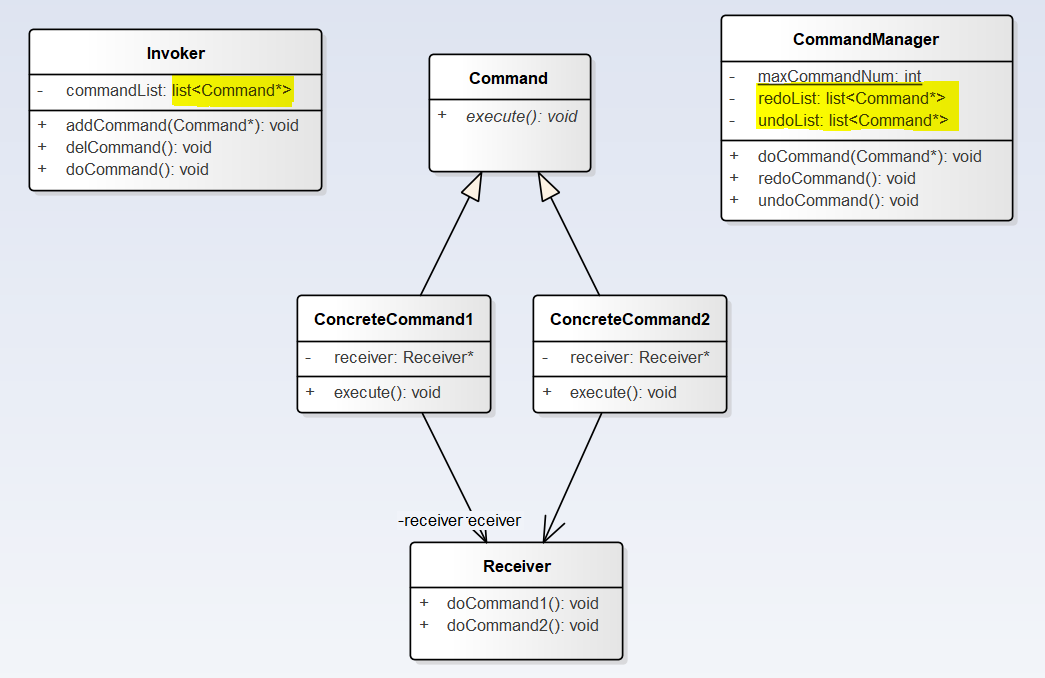 Invoker
- commandList: list<Command*>
+ addCommand(Command*): void
+ delCommand(): void
+ doCommand(): void
Command
+ execute(): void
CommandManager
- maxCommandNum: int
- redoList: list<Command*>
- undoList: list<Command*>
+ doCommand(Command*): void
+ redoCommand(): void
+ undoCommand(): void
ConcreteCommand1
- receiver: Receiver*
+ execute(): void
ConcreteCommand2
- receiver: Receiver*
+ execute(): void
-receiver eceiver
Receiver
+ doCommand1(): void
+ doCommand2(): void